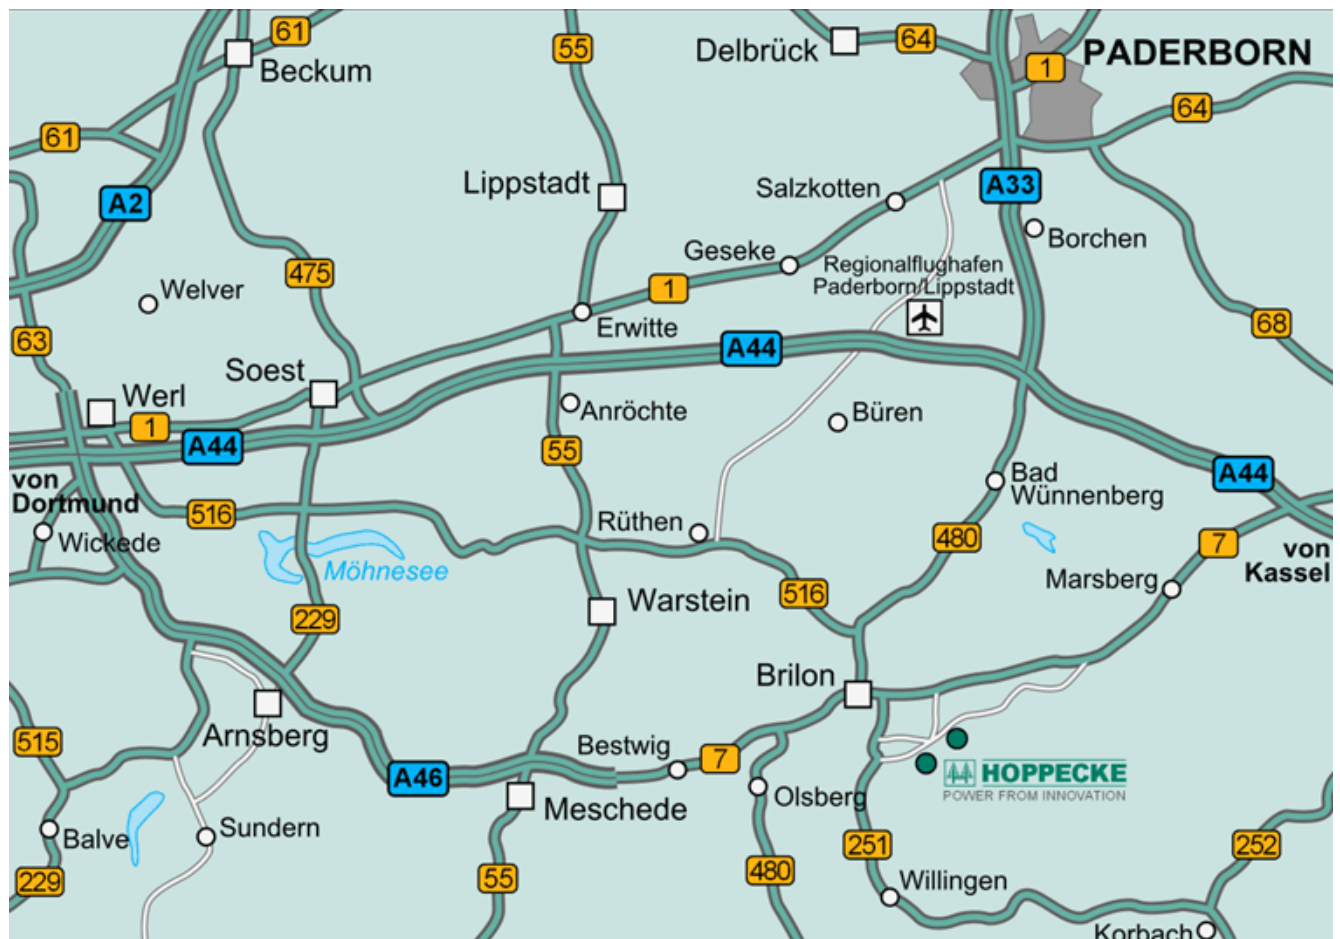 61
55
Delbrück
64
PADERBORN
1
Beckum
61
64
A2
Lippstadt
Salzkotten
A33
Borchen
Geseke
Regionalflughafen
Paderborn/Lippstadt
475
Welver
1
Erwitte
63
68
A44
Soest
Werl
Anröchte
Büren
1
A44
55
A44
von
Dortmund
Bad
Wünnenberg
516
Rüthen
Wickede
480
7
von
Kassel
Möhnesee
Marsberg
516
Warstein
229
Brilon
515
Arnsberg
Bestwig
7
A46
HOPPECKE
POWER FROM INNOVATION
Olsberg
Meschede
Balve
Sundern
251
252
229
55
480
Willingen
Korbach